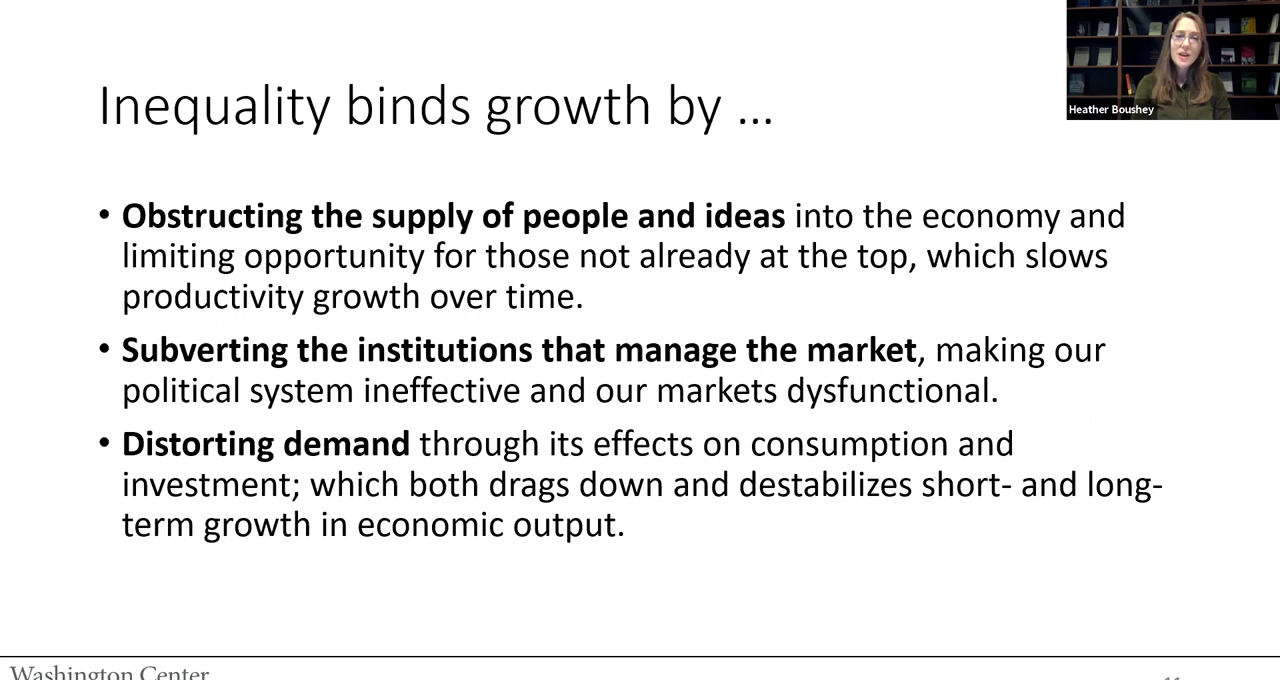 Heather Boushey
Inequality binds growth by ...
• Obstructing the supply of people and ideas into the economy and
limiting opportunity for those not already at the top, which slows
productivity growth over time.
• Subverting the institutions that manage the market, making our
political system ineffective and our markets dysfunctional.
• Distorting demand through its effects on consumption and
investment; which both drags down and destabilizes short- and long-
term growth in economic output.
Washington Center